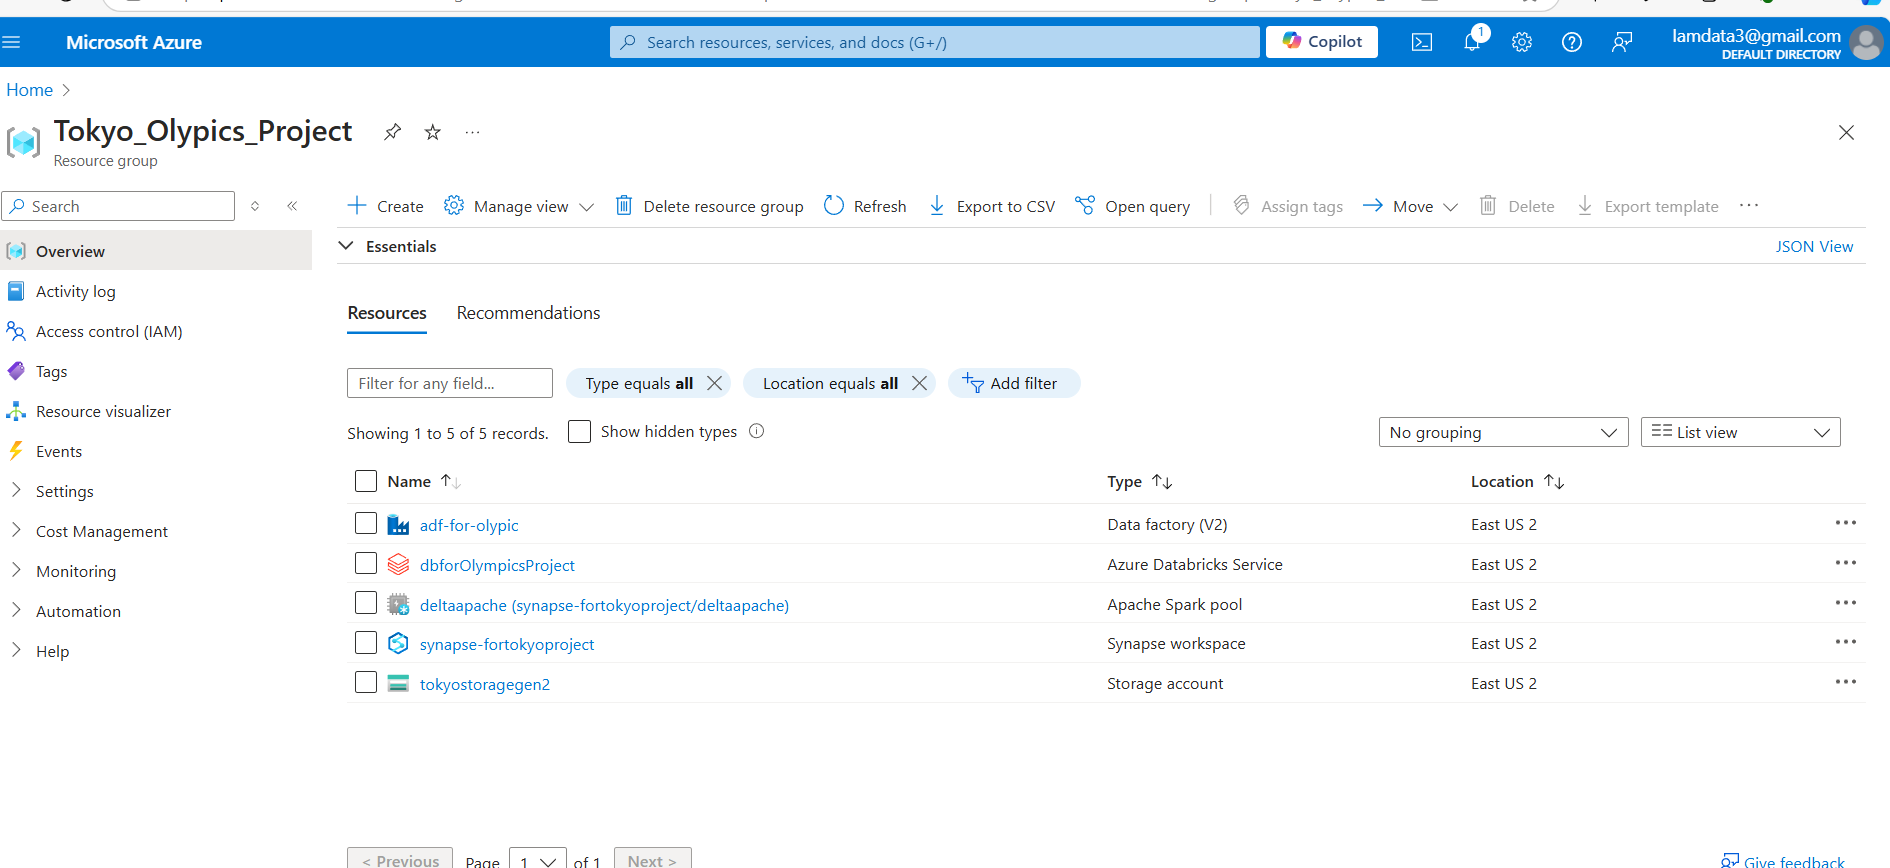 Microsoft Azure
Search resources, services, and docs (G+/)
Copilot
1
lamdata3@gmail.com
DEFAULT DIRECTORY
Home
Tokyo_Olypics_Project
Resource group
Search
Create
Manage view
Delete resource group
Refresh
Export to CSV
Open query
Assign tags
Move
Delete
Export template
Overview
Activity log
Access control (IAM)
Tags
Resource visualizer
Events
Settings
Cost Management
Monitoring
Automation
Help
Essentials
JSON View
Resources
Recommendations
Filter for any field...
Type equals all
Location equals all
Add filter
Showing 1 to 5 of 5 records.
Show hidden types
No grouping
List view
Name Type Location
adf-for-olypic Data factory (V2) East US 2
dbforOlympicsProject Azure Databricks Service East US 2
deltaapache (synapse-fortokyoproject/deltaapache) Apache Spark pool East US 2
synapse-fortokyoproject Synapse workspace East US 2
tokyostoragegen2 Storage account East US 2
< Previous Page 1 of 1 Next >
Give feedback